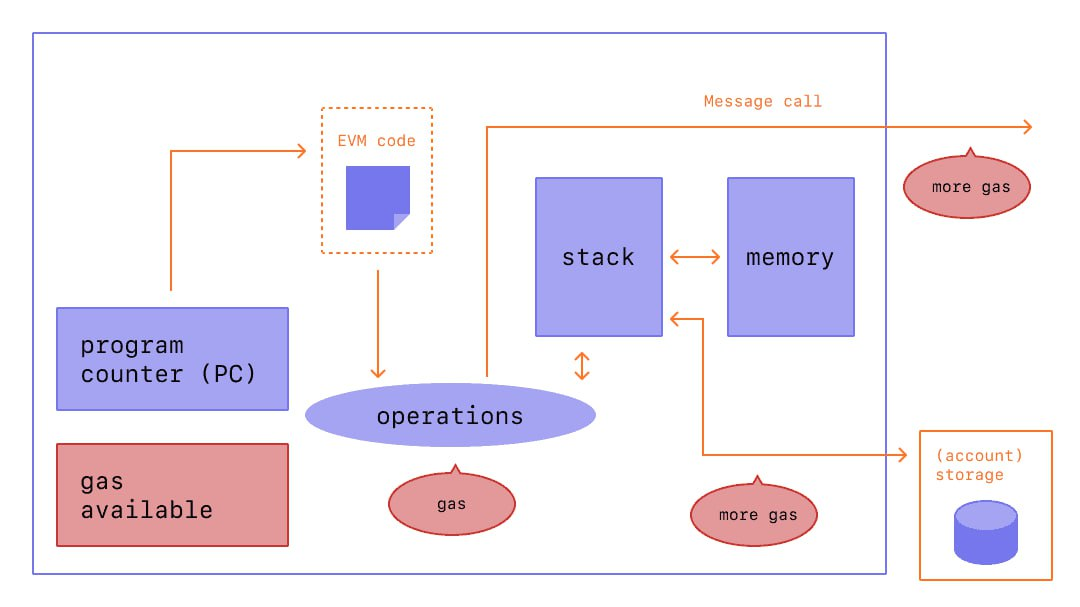 Message call
EVM code
more gas
stack
memory
program
counter (PC)
operations
(account)
storage
gas
available
gas
more gas